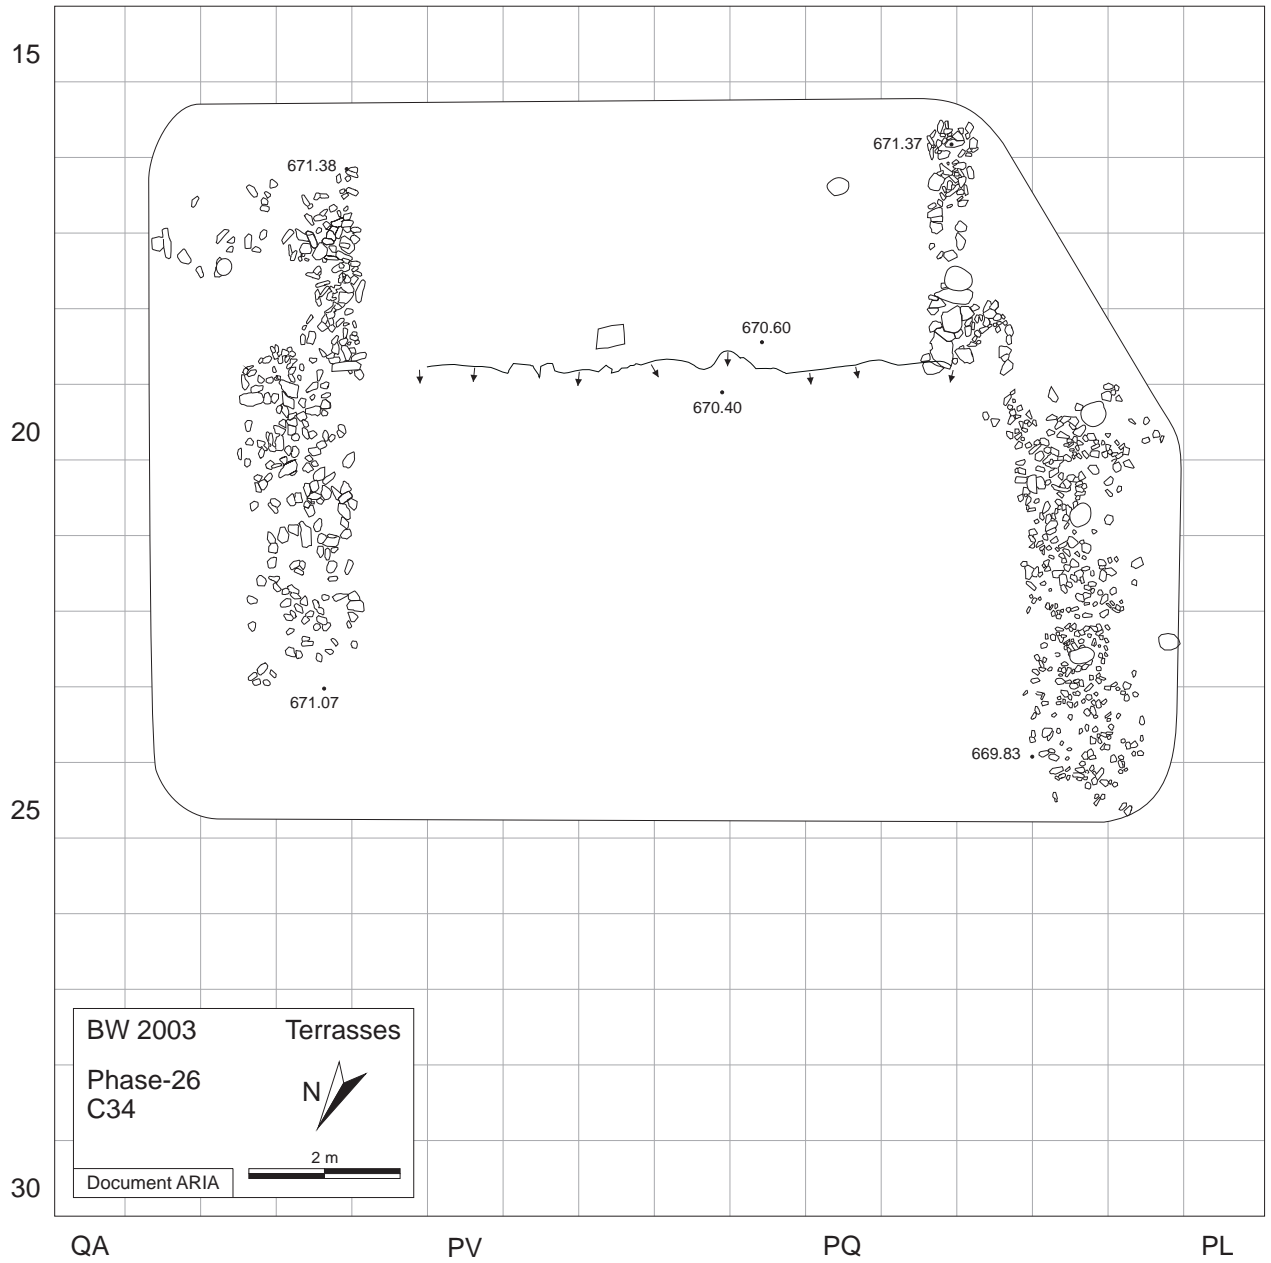 15
671.38
671.37
670.60
20
670.40
671.07
669.83
25
BW 2003 Terrasses
Phase-26
C34
N
2 m
Document ARIA
30
QA PV PQ PL